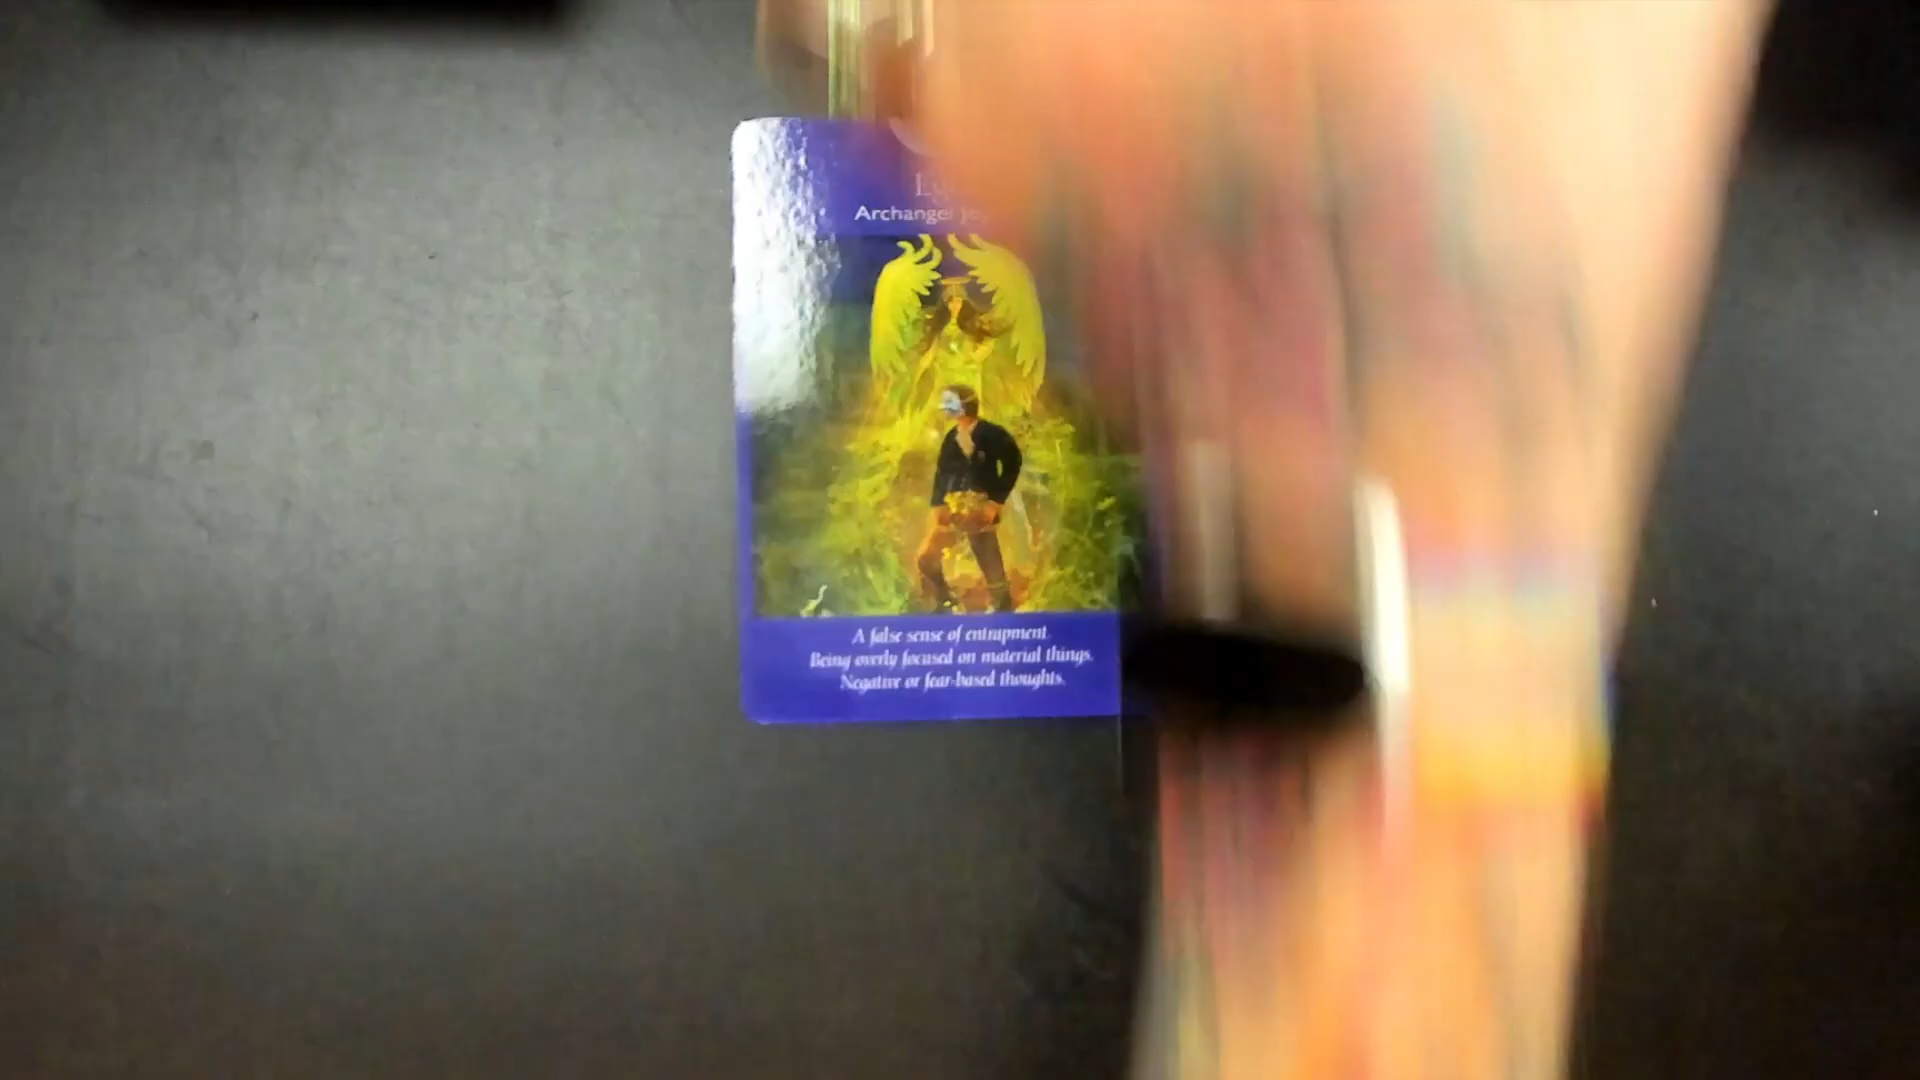 Archangel
A false sense of entrapment.
Being overly focused on material things.
Negative or fear-based thoughts.